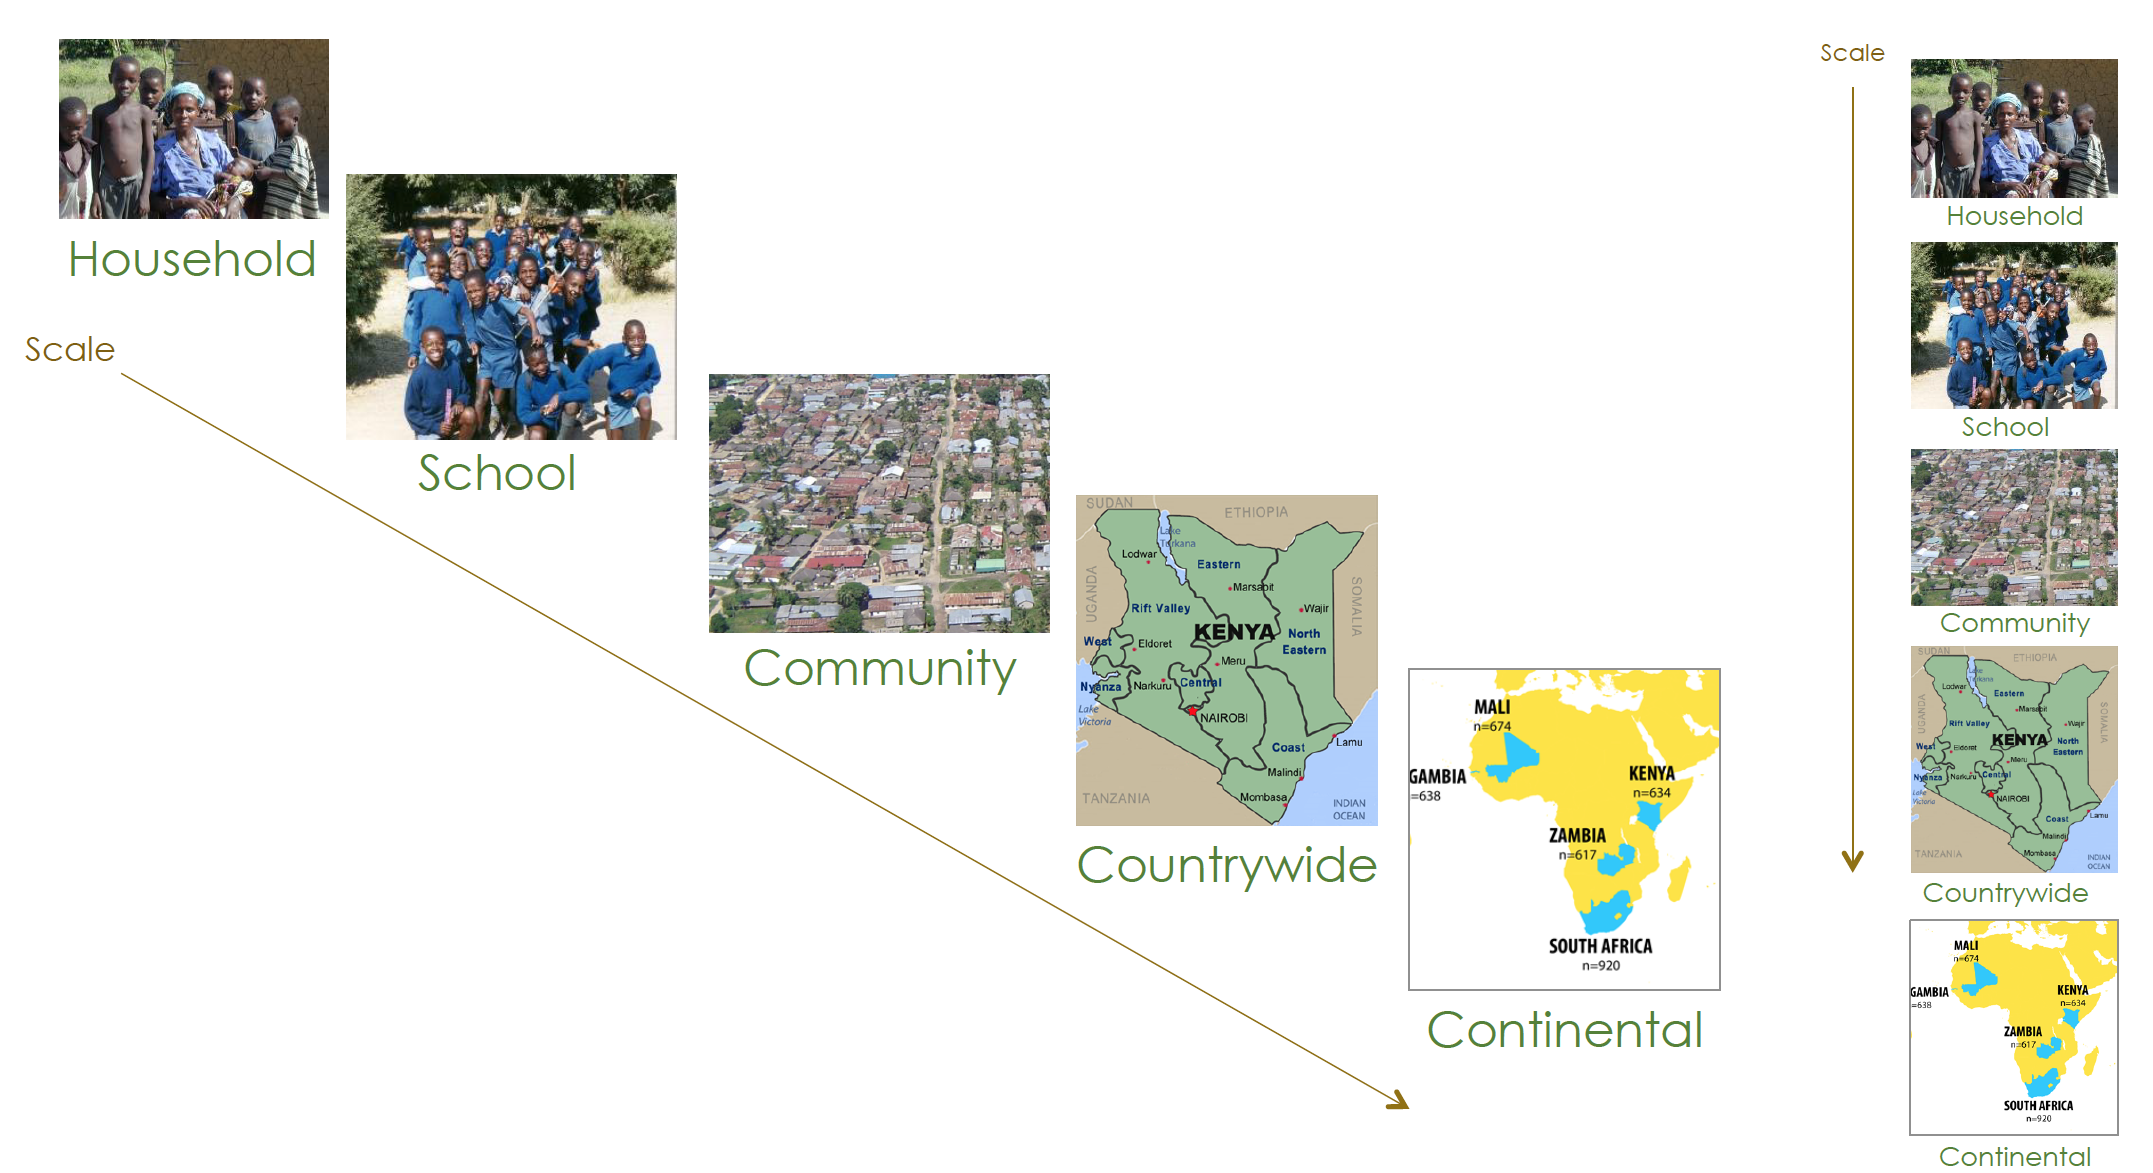 Household
Scale
School
Community
SUDAN
ETHIOPIA
Lake
Turkana
Lodwar
Eastern
Marsabit
UGANDA
SOMALIA
Rift Valley
Wajir
KENYA
North
Eastern
West
Eldoret
Meru
Nyanza
Narkuru
Central
Lake
Victoria
NAIROBI
Coast
Lamu
Malindi
TANZANIA
Mombasa
INDIAN
OCEAN
Countrywide
MALI
n=674
GAMBIA
=638
KENYA
n=634
ZAMBIA
n=617
SOUTH AFRICA
n=920
Continental
Scale
Household
School
Community
SUDAN
ETHIOPIA
Lake
Turkana
Lodwar
Eastern
Marsabit
UGANDA
SOMALIA
Rift Valley
Wajir
KENYA
North
Eastern
West
Eldoret
Meru
Nyanza
Narkuru
Central
Lake
Victoria
NAIROBI
Coast
Lamu
Malindi
TANZANIA
Mombasa
INDIAN
OCEAN
Countrywide
MALI
n=674
GAMBIA
=638
KENYA
n=634
ZAMBIA
n=617
SOUTH AFRICA
n=920
Continental